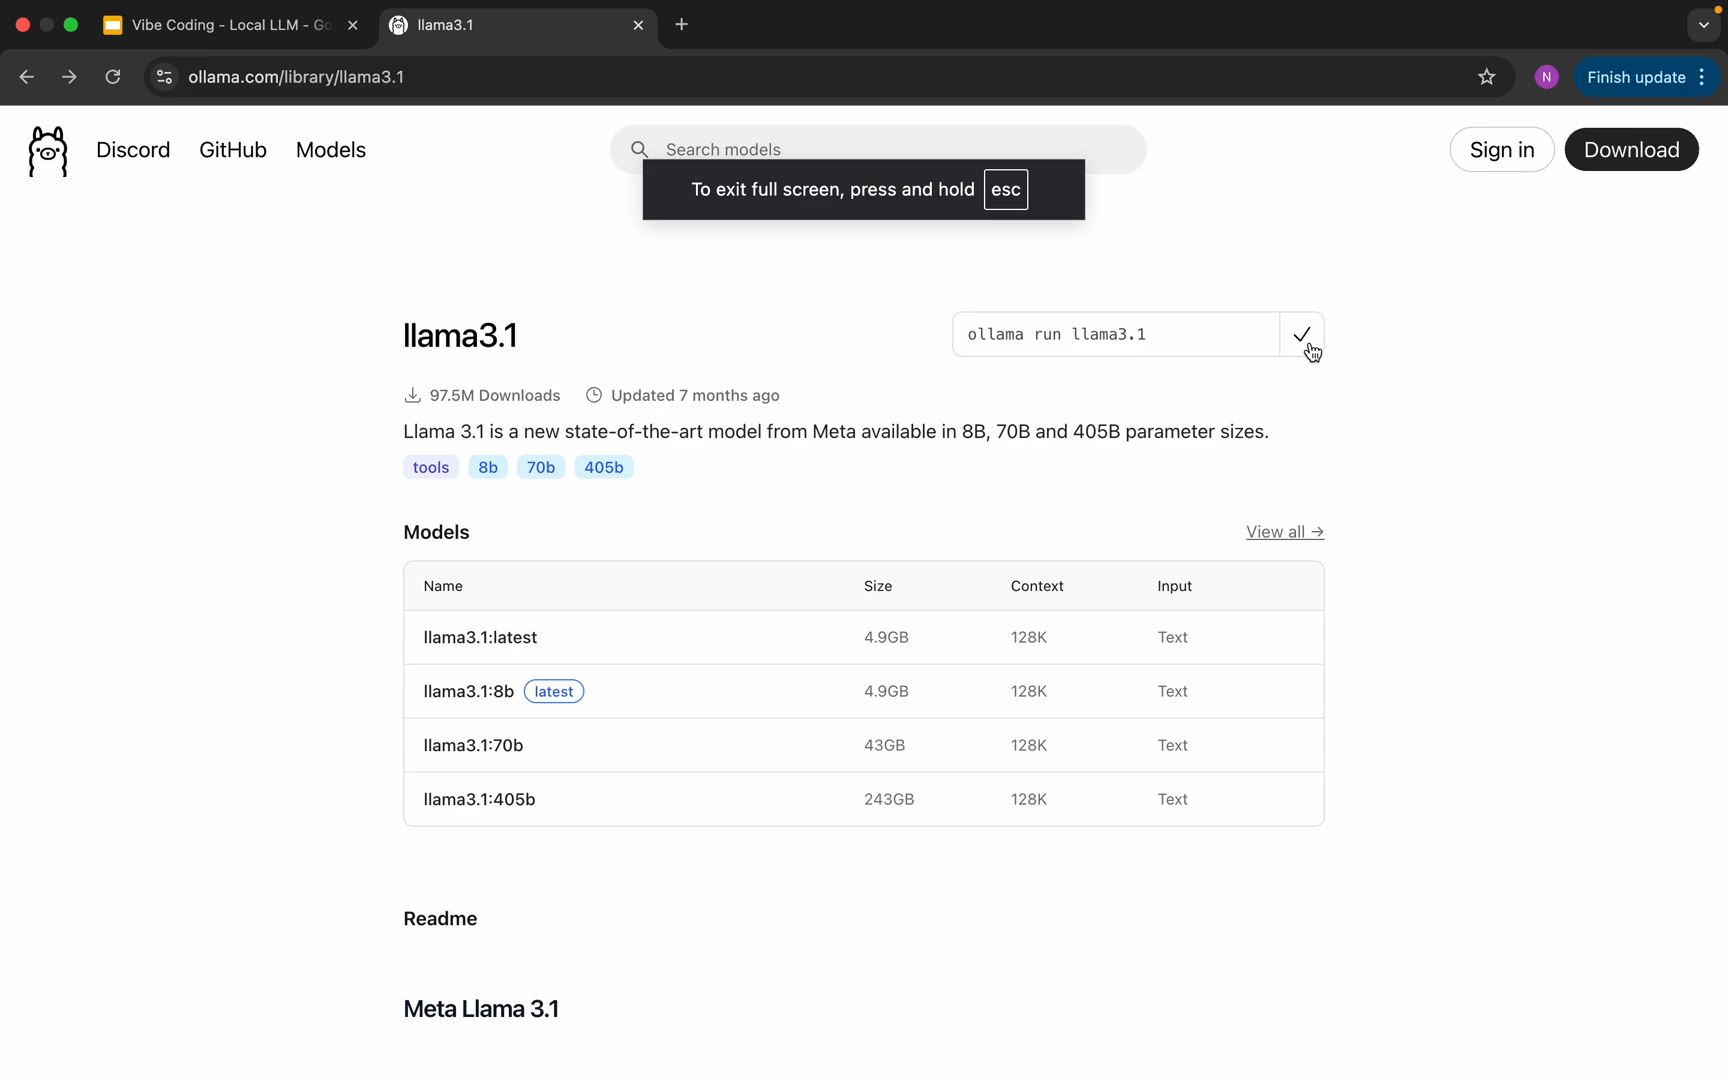 Vibe Coding - Local LLM - Go
llama3.1
ollama.com/library/llama3.1
N
Finish update
Discord
GitHub
Models
Search models
Sign in
Download
To exit full screen, press and hold esc
llama3.1
ollama run llama3.1
97.5M Downloads
Updated 7 months ago
Llama 3.1 is a new state-of-the-art model from Meta available in 8B, 70B and 405B parameter sizes.
tools
8b
70b
405b
Models
View all →
Name Size Context Input
llama3.1:latest 4.9GB 128K Text
llama3.1:8b latest 4.9GB 128K Text
llama3.1:70b 43GB 128K Text
llama3.1:405b 243GB 128K Text
Readme
Meta Llama 3.1